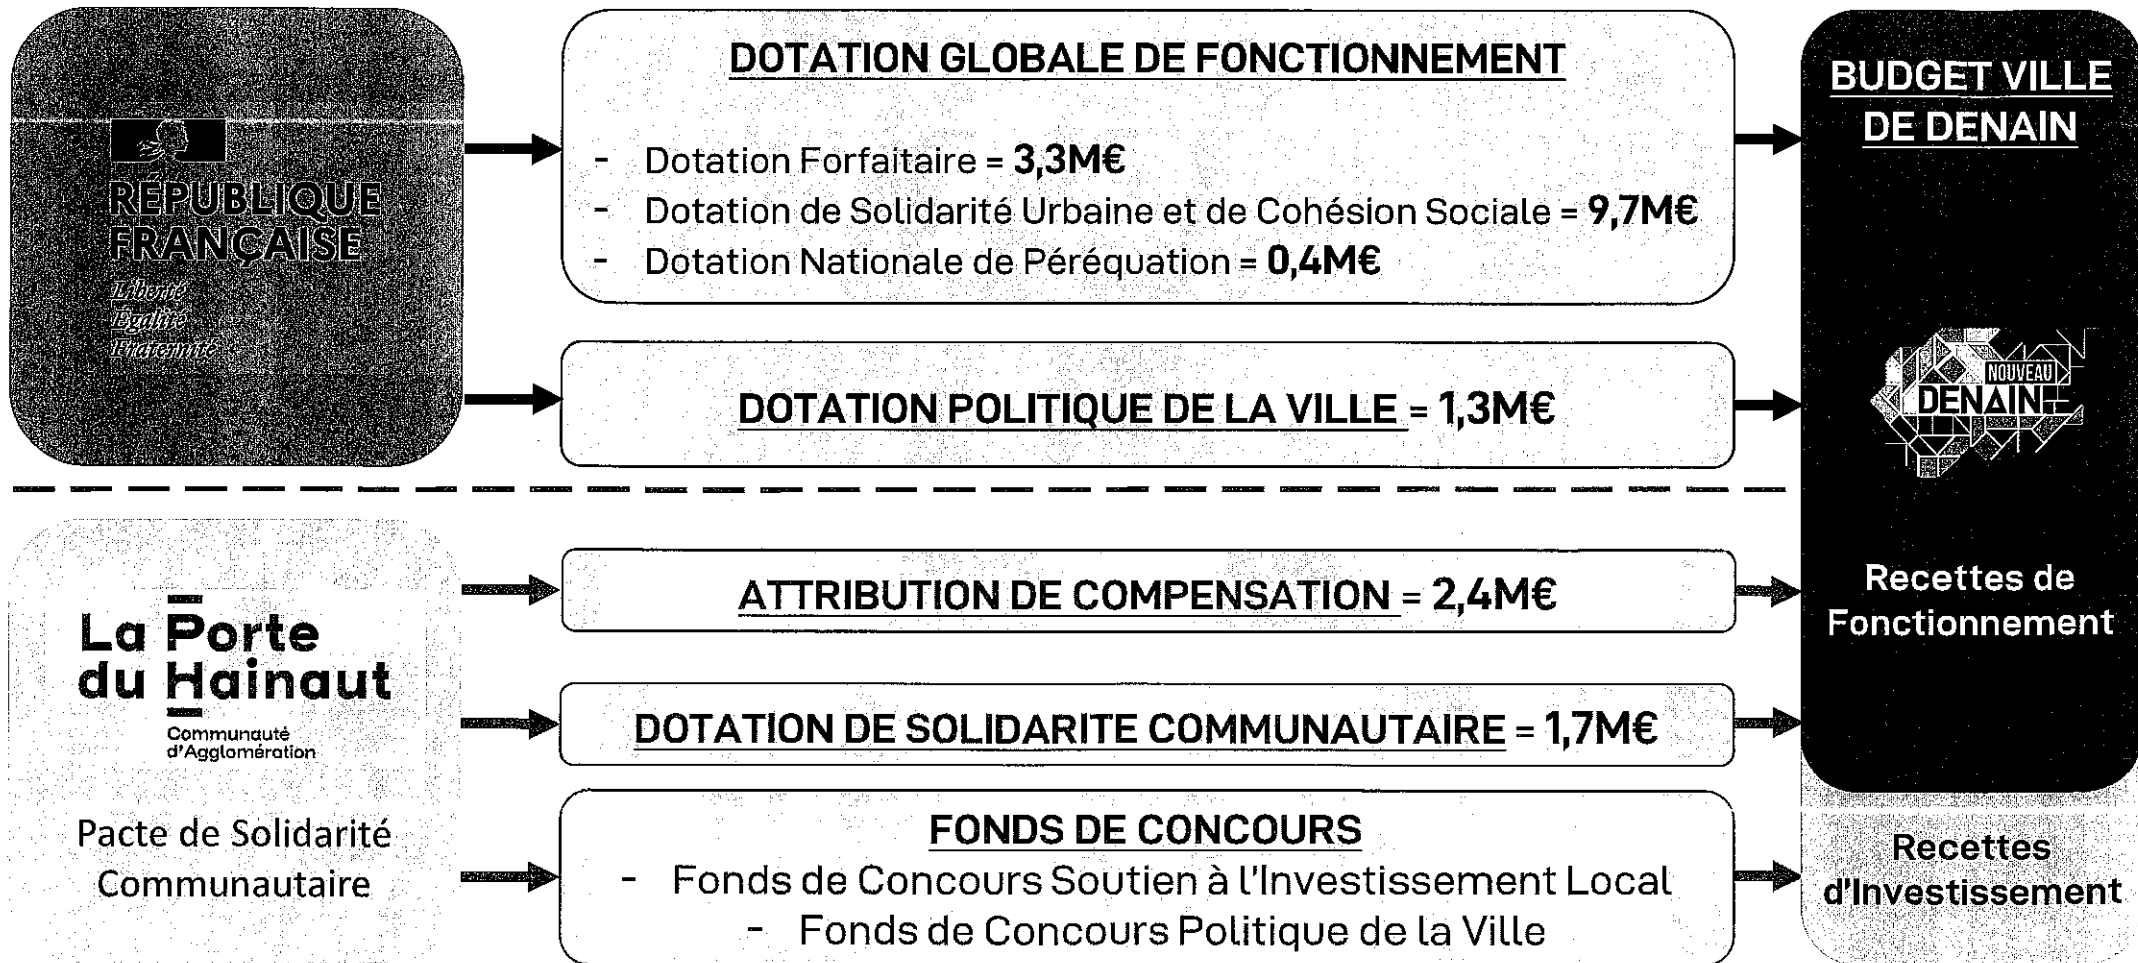 RÉPUBLIQUE
FRANÇAISE
Liberté
Égalité
Fraternité
DOTATION GLOBALE DE FONCTIONNEMENT
- Dotation Forfaitaire = 3,3M€
- Dotation de Solidarité Urbaine et de Cohésion Sociale = 9,7M€
- Dotation Nationale de Péréquation = 0,4M€
DOTATION POLITIQUE DE LA VILLE = 1,3M€
BUDGET VILLE
DE DENAIN
NOUVEAU
DENAIN
La Porte
du Hainaut
Communauté
d'Agglomération
Pacte de Solidarité
Communautaire
ATTRIBUTION DE COMPENSATION = 2,4M€
DOTATION DE SOLIDARITE COMMUNAUTAIRE = 1,7M€
FONDS DE CONCOURS
- Fonds de Concours Soutien à l'Investissement Local
- Fonds de Concours Politique de la Ville
Recettes de
Fonctionnement
Recettes
d'Investissement